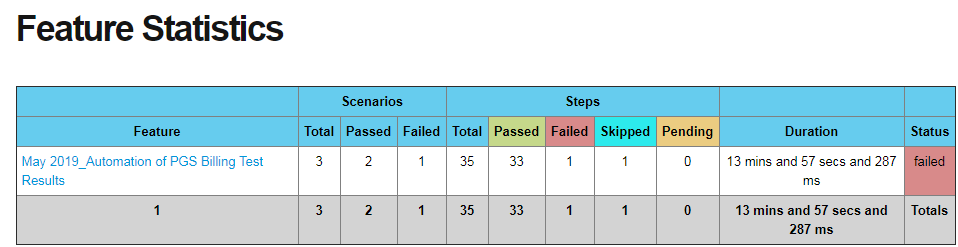 Feature Statistics
Scenarios Steps
Feature Total Passed Failed Total Passed Failed Skipped Pending Duration Status
May 2019_Automation of PGS Billing Test 3 2 1 35 33 1 1 0 13 mins and 57 secs and 287 failed
Results ms
1 3 2 1 35 33 1 1 0 13 mins and 57 secs and Totals
287 ms